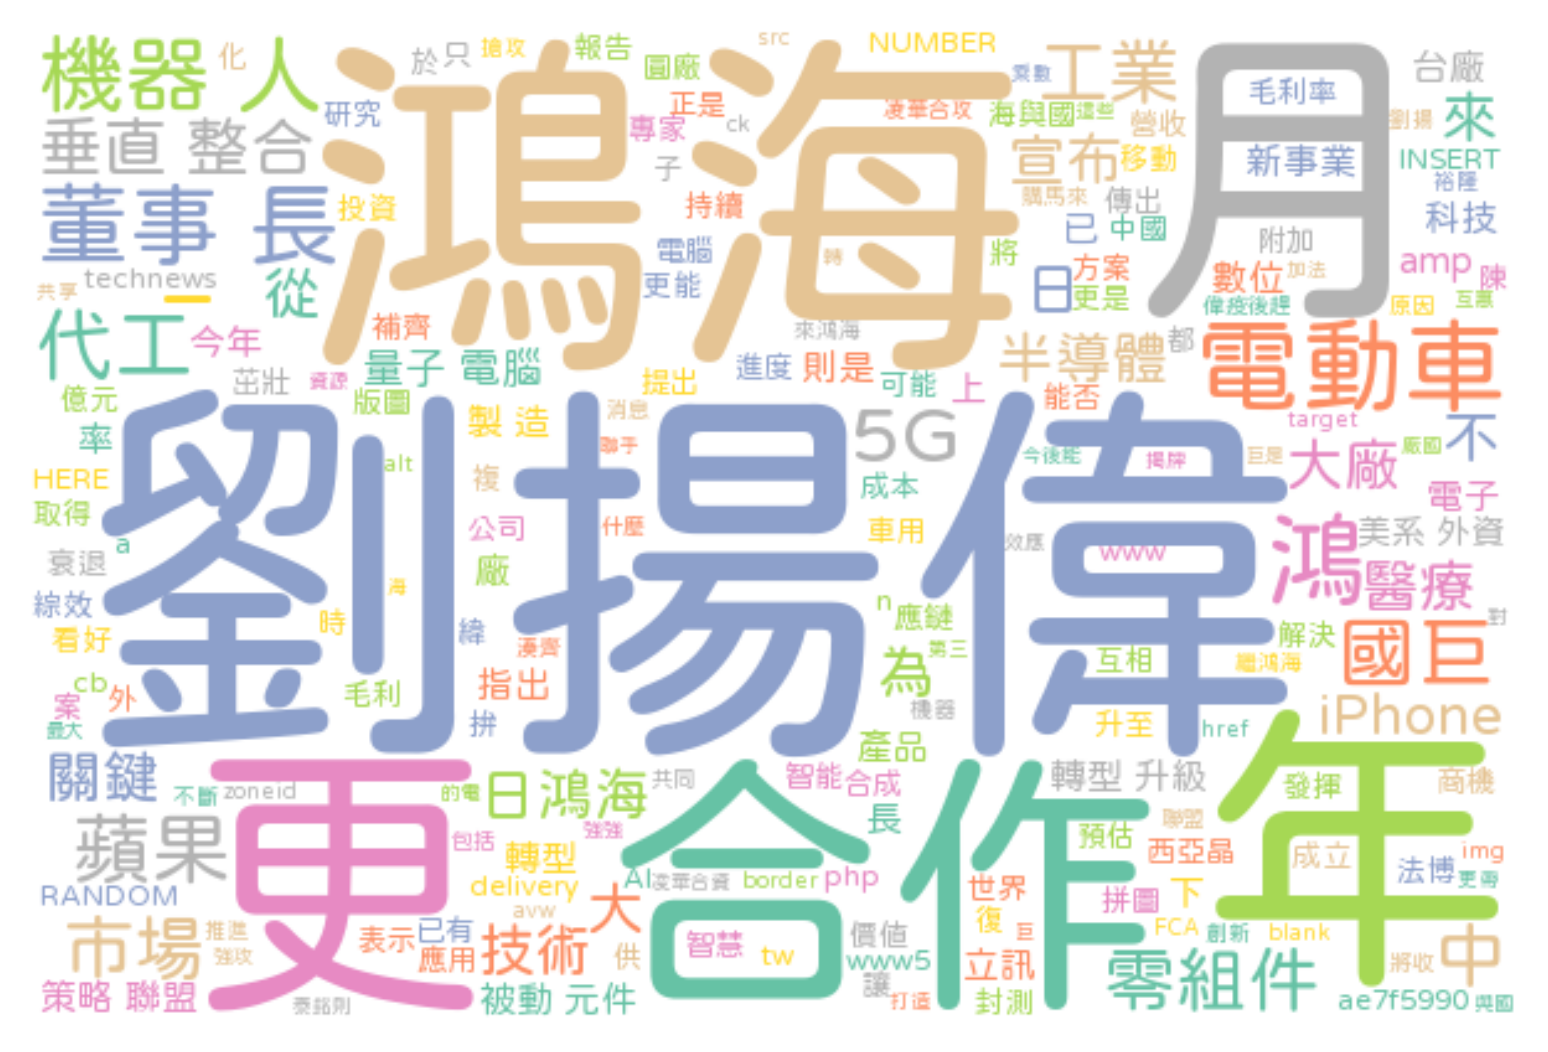 機器 人 化 於 只 搶攻 報告 src NUMBER 工業 月 台廠
圓廠 乘數 毛利率
垂直 整合 研究 專家 正是 ck 凌華合攻 海與國 這些 營收 劉揚 來
子 宣布 移動 新事業 INSERT
董事 長 投資 鴻海 持續 購馬來 傳出 裕隆 科技
電腦 已 中國 附加
technews 從 更能 轉 將 日 方案 更是 數位 加法 amp 陳
共享 偉疫後趕 原因 互惠
代工 今年 補齊 來鴻海 半導體 都 電動車
茁壯 資源 量子 電腦 提出 進度 則是 可能 上 能否
億元 版圖 製 造 消息 5G target 不
率 劉揚偉 alt 聯手 今後能 揭牌 巨是 大廠 厰國
HERE 複 成本 電子
取得 a 公司 什麼 車用 效應 www 鴻 美系 外資
衰退 廠 醫療
綜效 海 n 應鏈 對
看好 時 緯 湊齊 第三 互相 解決 國巨
cb 外 毛利 指出 為 繼鴻海
案 最大 拼 機器 升至 href iPhone
產品
關鍵 不斷 zoneid 更 的電 日 鴻海 共同 智能 合成 轉型 升級 年 發揮 商機
蘋果 包括 強強 合作 長 預估 聯盟
轉型 西亞晶 成立 法博 img
RANDOM delivery AI 凌華合資 border php 世界 拼圖 下 更需
avw 大 復 FCA 創新 blank
市場 推進 強攻 表示 已有 應用 技術 供 智慧 tw 價值 www5 巨 立訊 零組件 將收 中
策略 聯盟 泰銘則 被動 元件 讓 打造 封測 ae7f5990 與國